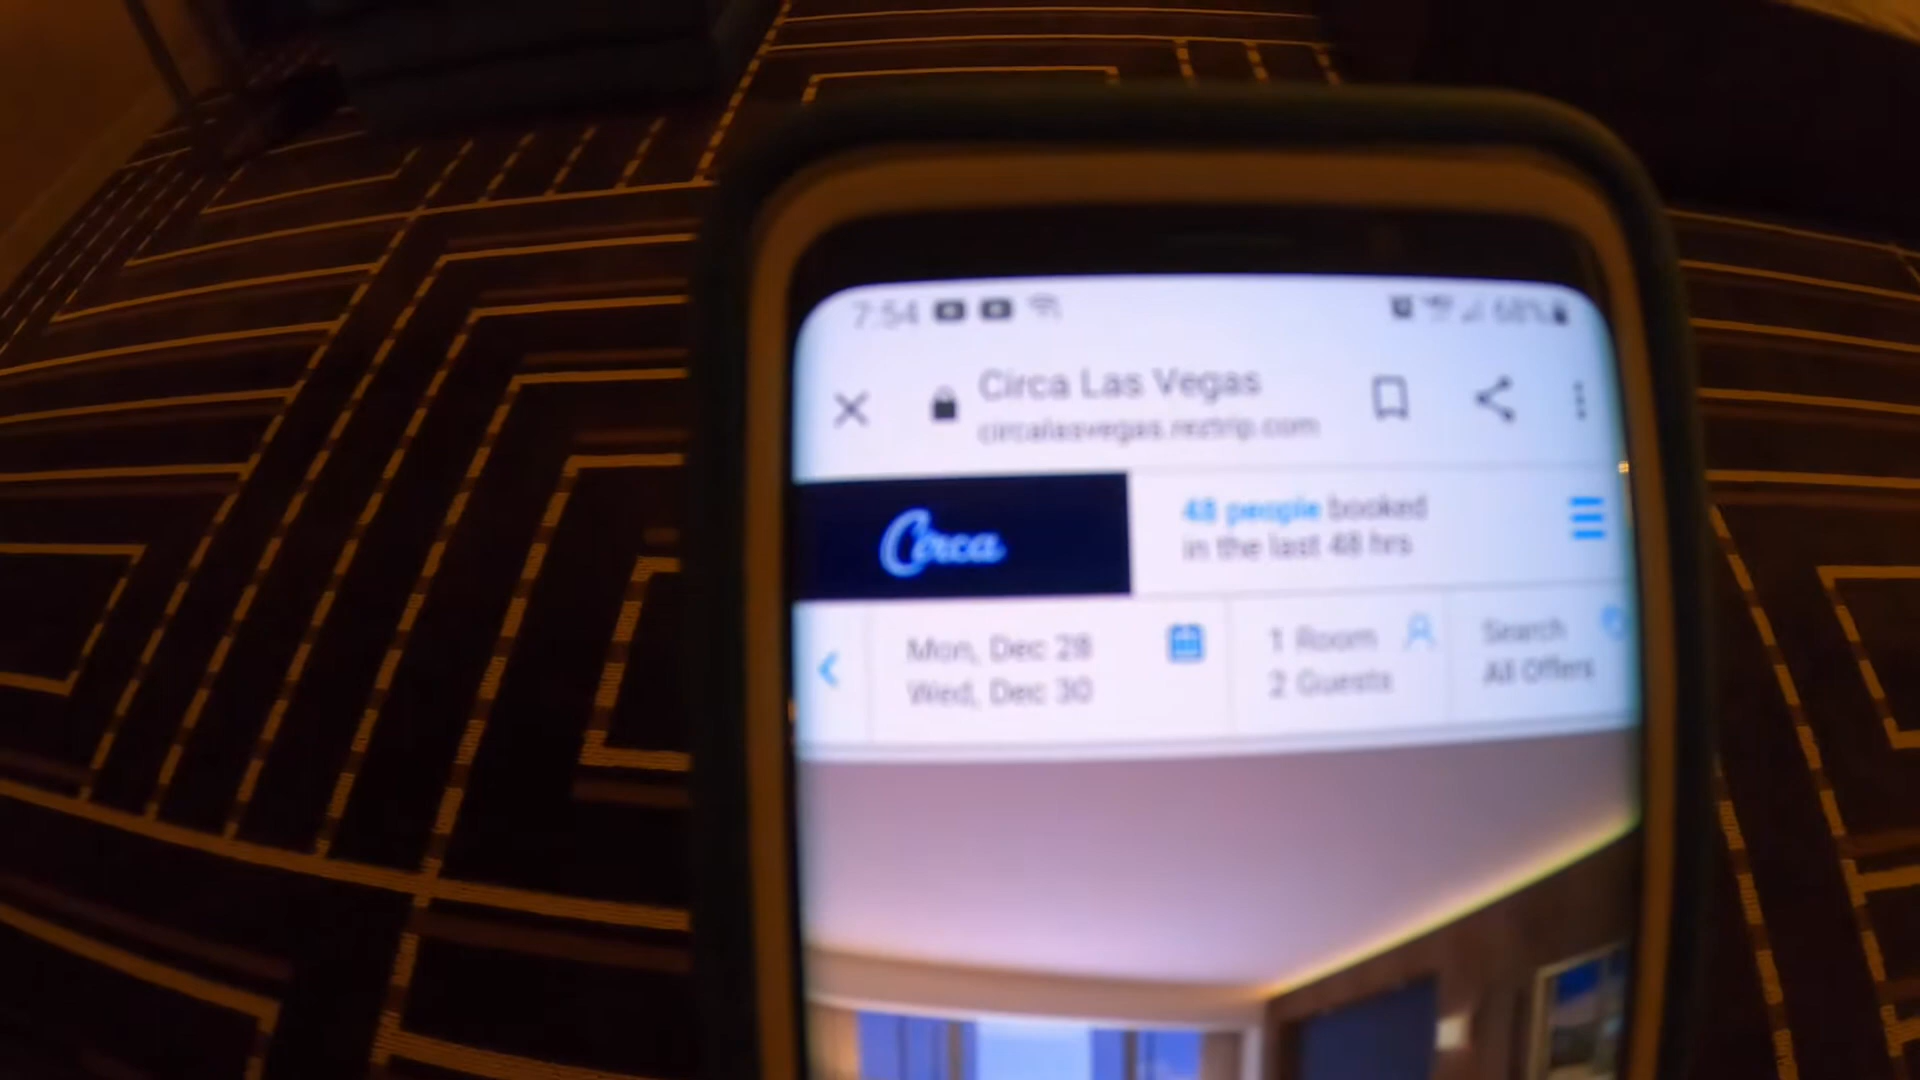 7:54 68%
Circa Las Vegas
circalasvegas.reztrip.com
Circa
48 people booked
in the last 48 hrs
Mon, Dec 28
Wed, Dec 30
1 Room
2 Guests
Search
All Offers